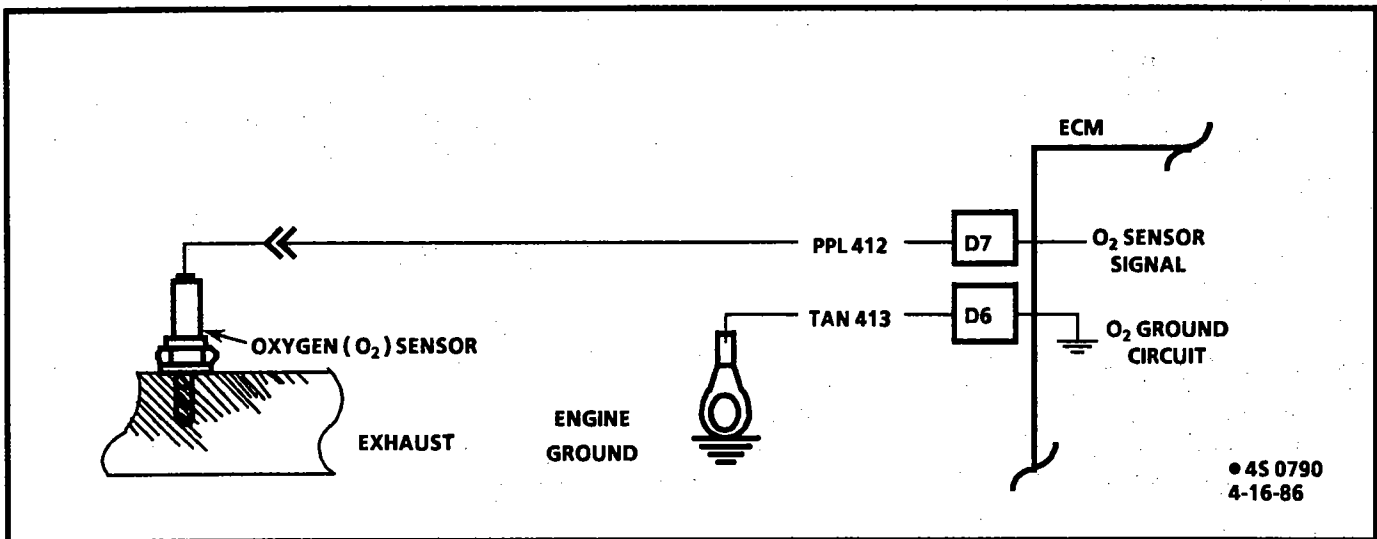 ECM
PPL 412
D7
O₂ SENSOR
SIGNAL
TAN 413
D6
O₂ GROUND
CIRCUIT
OXYGEN ( O₂ ) SENSOR
EXHAUST
ENGINE
GROUND
● 4S 0790
4-16-86